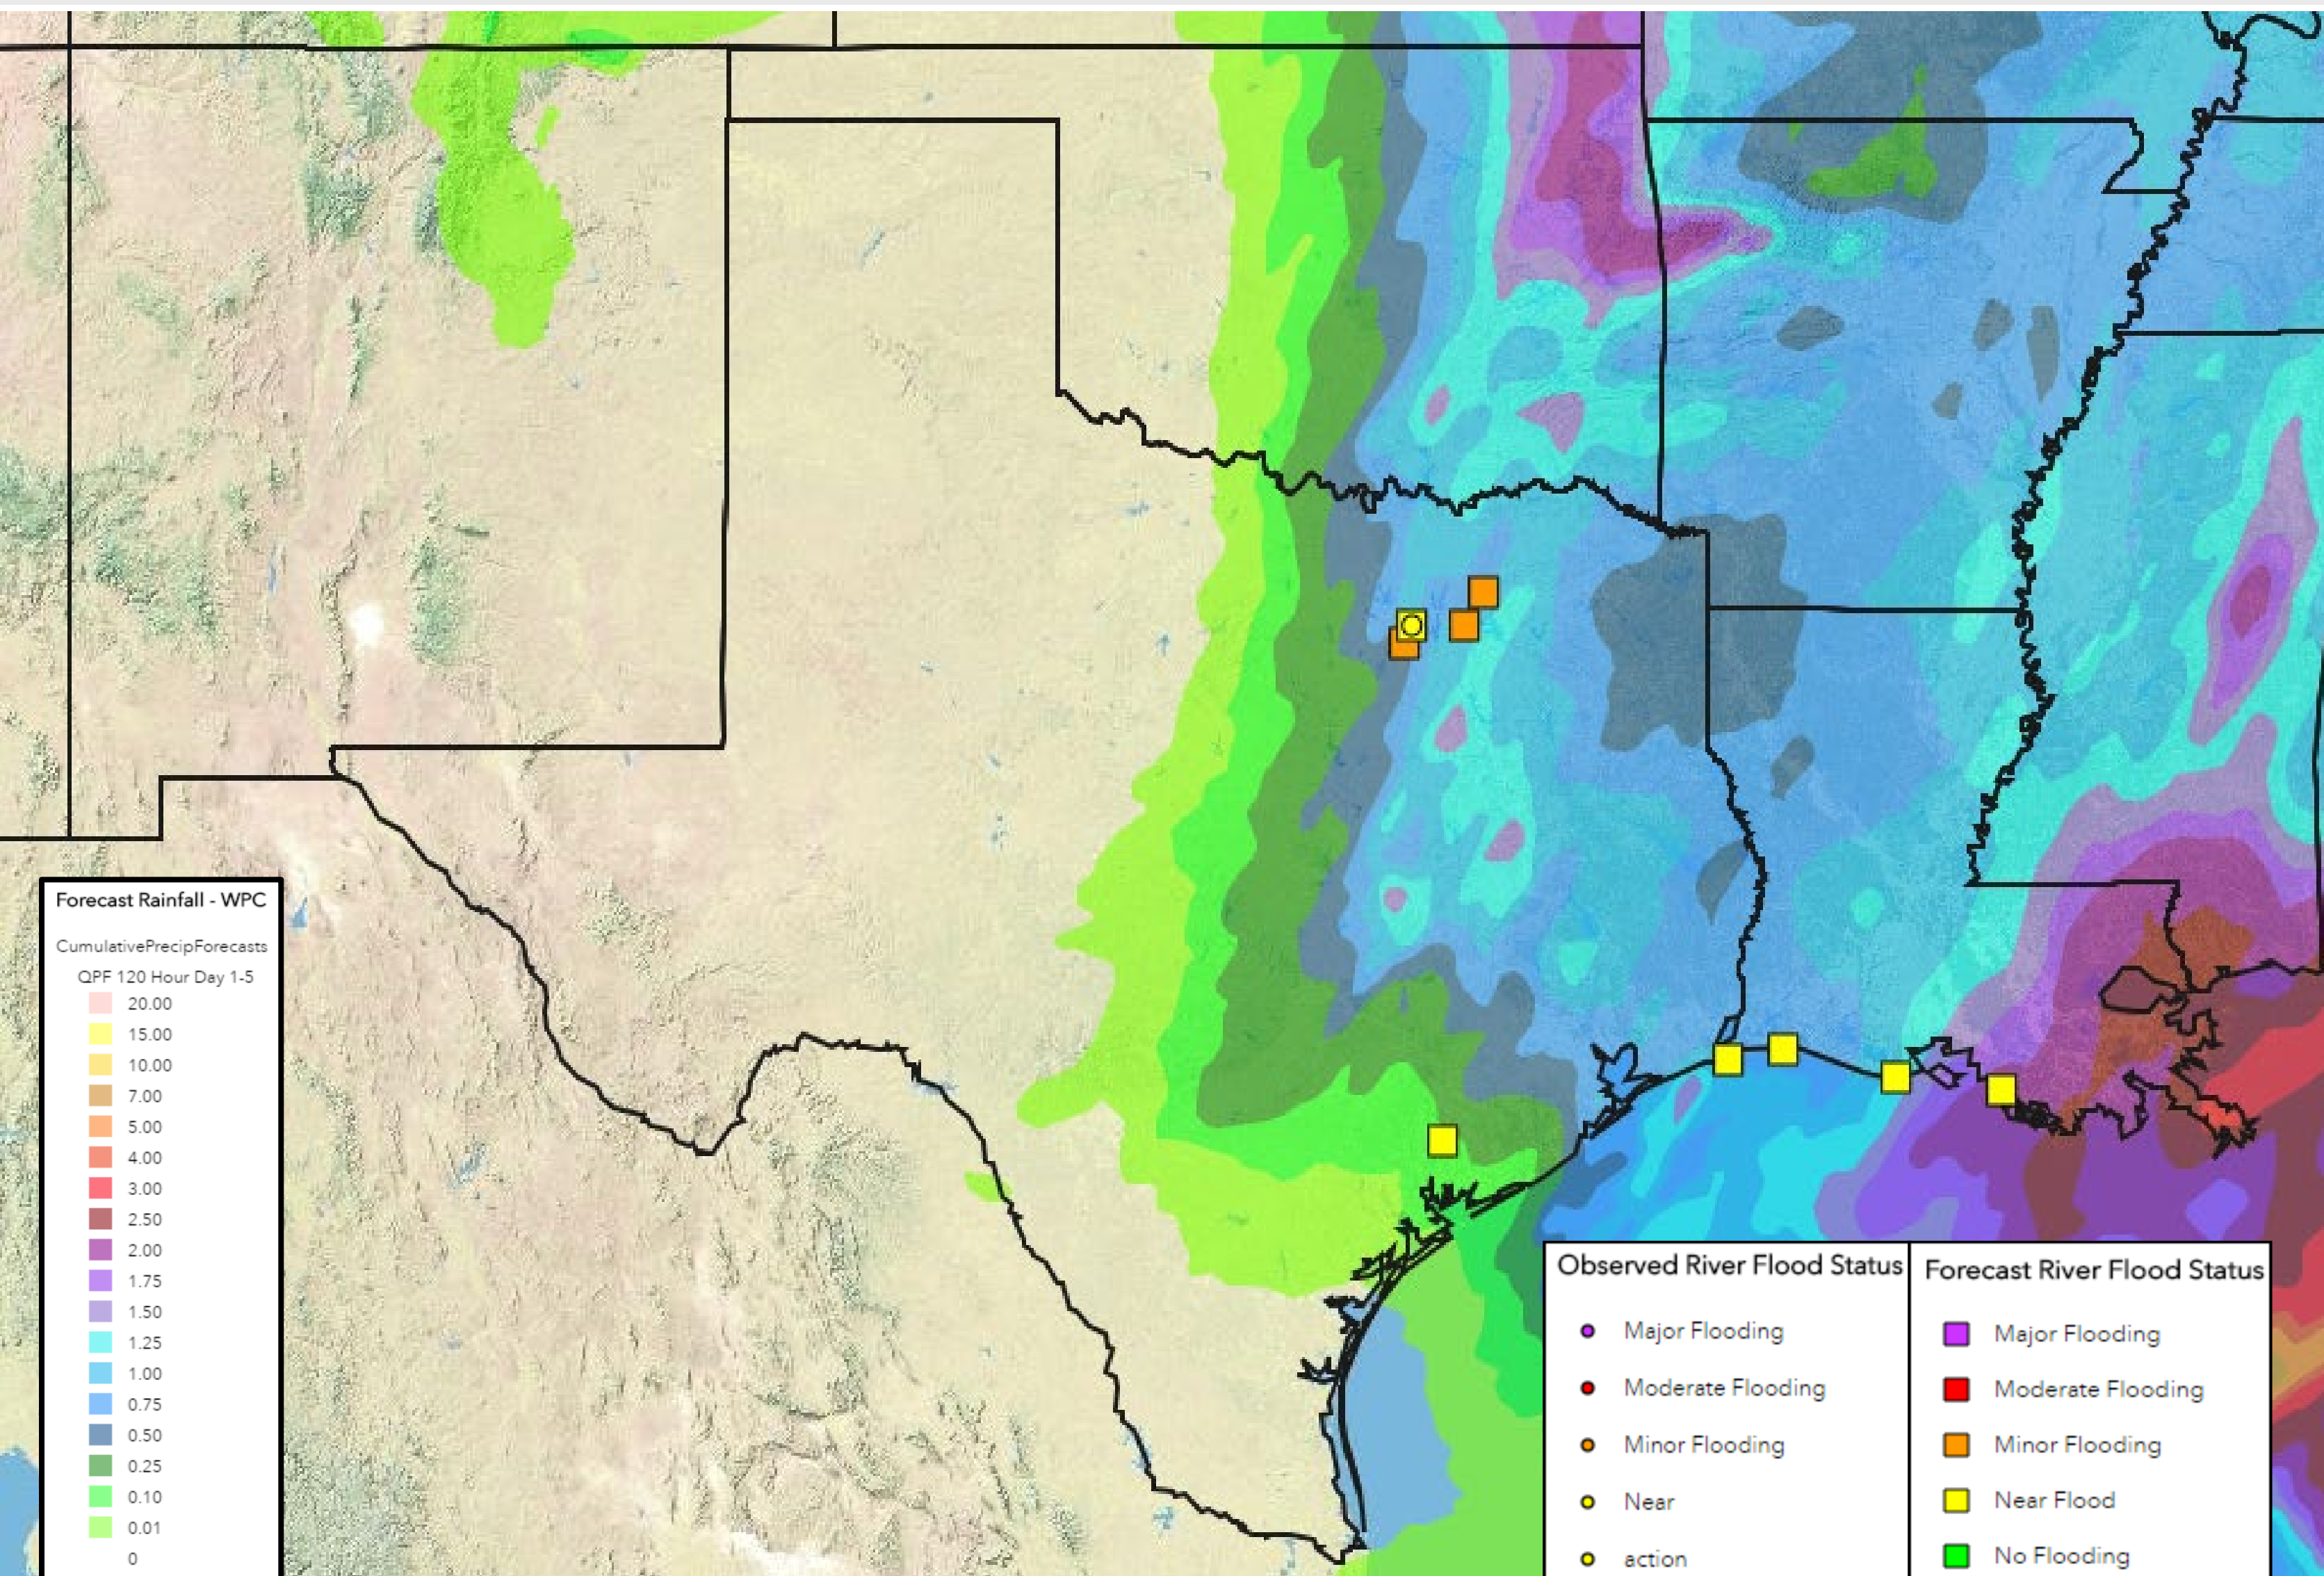 Forecast Rainfall - WPC
CumulativePrecipForecasts
QPF 120 Hour Day 1-5
20.00
15.00
10.00
7.00
5.00
4.00
3.00
2.50
2.00
1.75
1.50
1.25
1.00
0.75
0.50
0.25
0.10
0.01
0
Observed River Flood Status
Major Flooding
Moderate Flooding
Minor Flooding
Near
action
Forecast River Flood Status
Major Flooding
Moderate Flooding
Minor Flooding
Near Flood
No Flooding